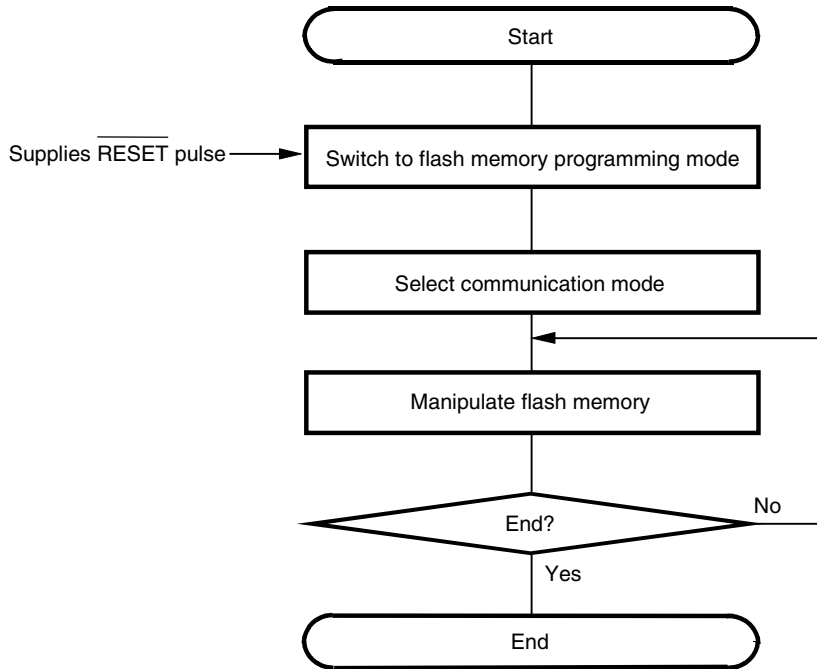 Start
Supplies RESET pulse
Switch to flash memory programming mode
Select communication mode
Manipulate flash memory
End?
No
Yes
End